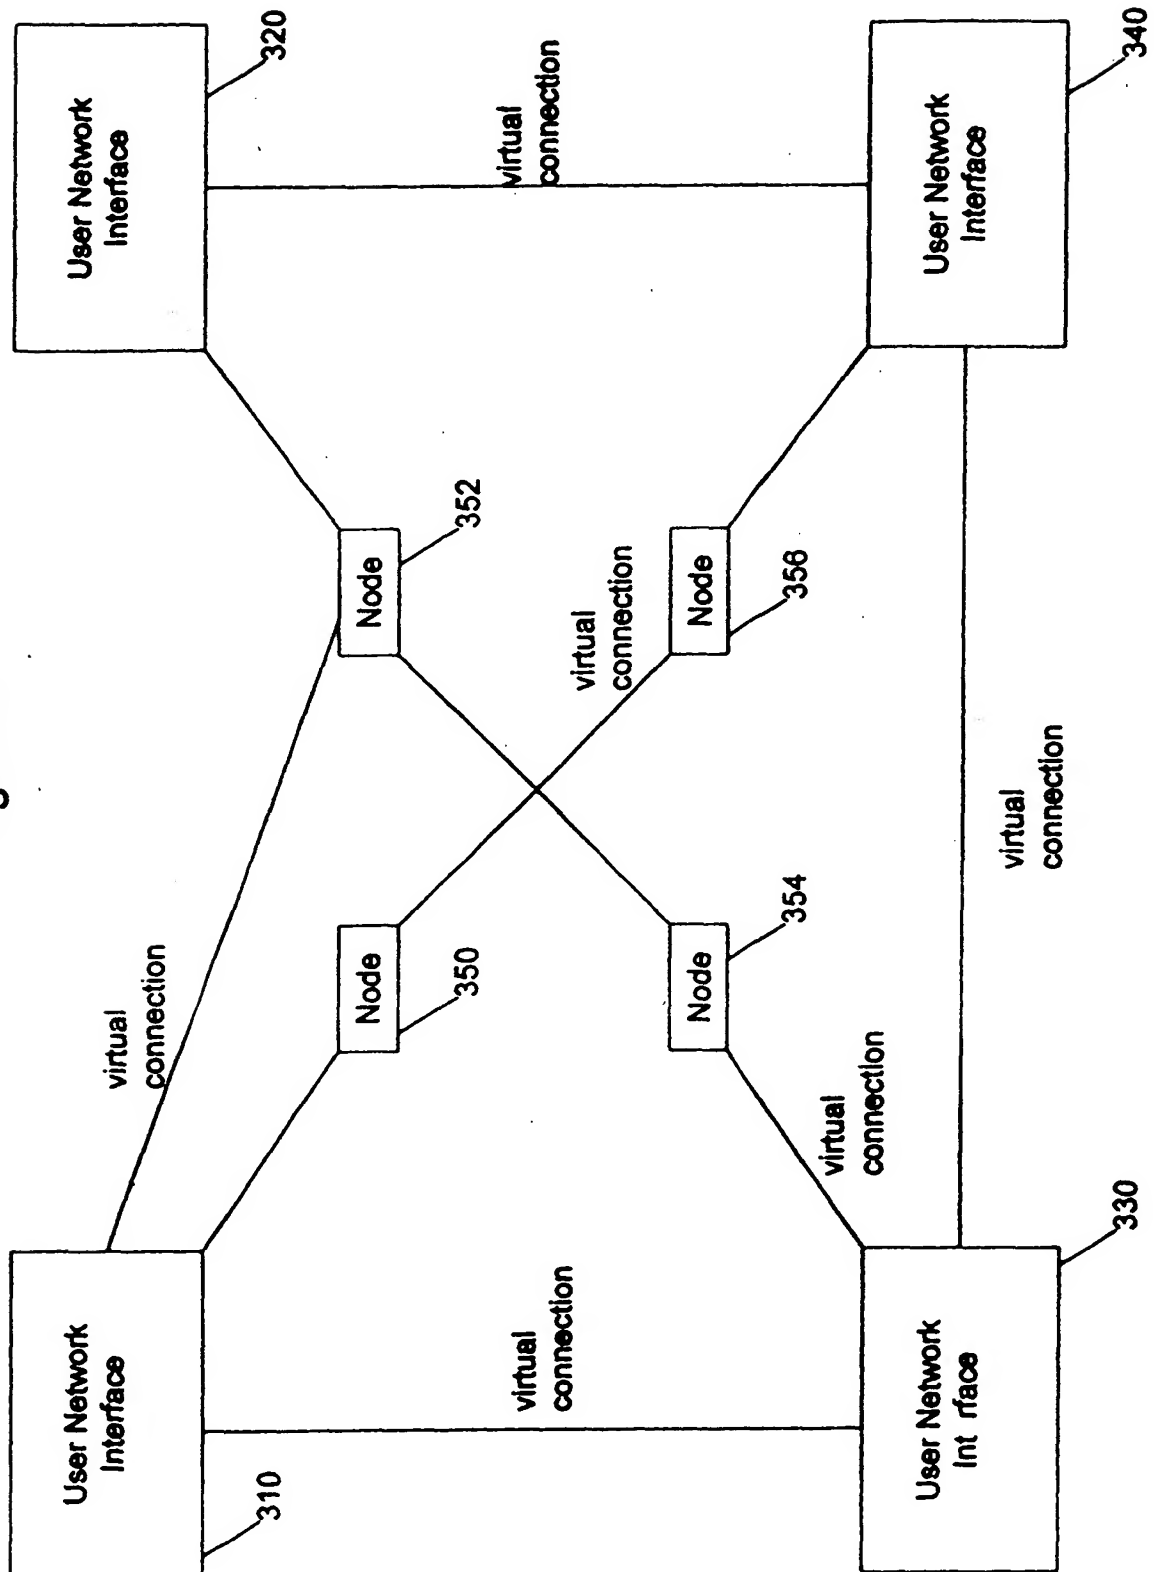 User Network
Interface
310
User Network
Interface
320
virtual
connection
Node
350
Node
352
virtual
connection
virtual
connection
virtual
connection
Node
354
Node
356
virtual
connection
User Network
Int rface
330
virtual
connection
User Network
Interface
340